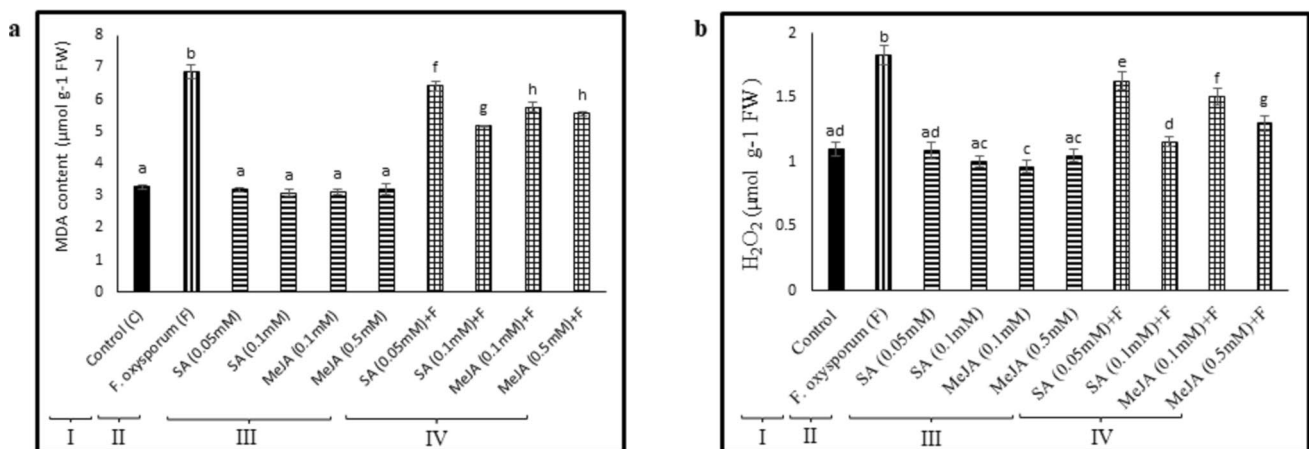 a
MDA content (µmol g-1 FW)
8
7
6
5
4
3
2
1
0
a
b
a
a
a
a
f
g
h
h
Control (C)
F. oxysporum (F)
SA (0.05mM)
SA (0.1mM)
MeJA (0.1mM)
MeJA (0.5mM)
SA (0.05mM)+F
SA (0.1mM)+F
MeJA (0.1mM)+F
MeJA (0.5mM)+F
I
II
III
IV
b
H₂O₂ (µmol g-1 FW)
2
1.5
1
0.5
0
ad
b
ad
ac
c
ac
e
d
f
g
Control
F. oxysporum (F)
SA (0.05mM)
SA (0.1mM)
MeJA (0.1mM)
MeJA (0.5mM)
SA (0.05mM)+F
SA (0.1mM)+F
MeJA (0.1mM)+F
MeJA (0.5mM)+F
I
II
III
IV